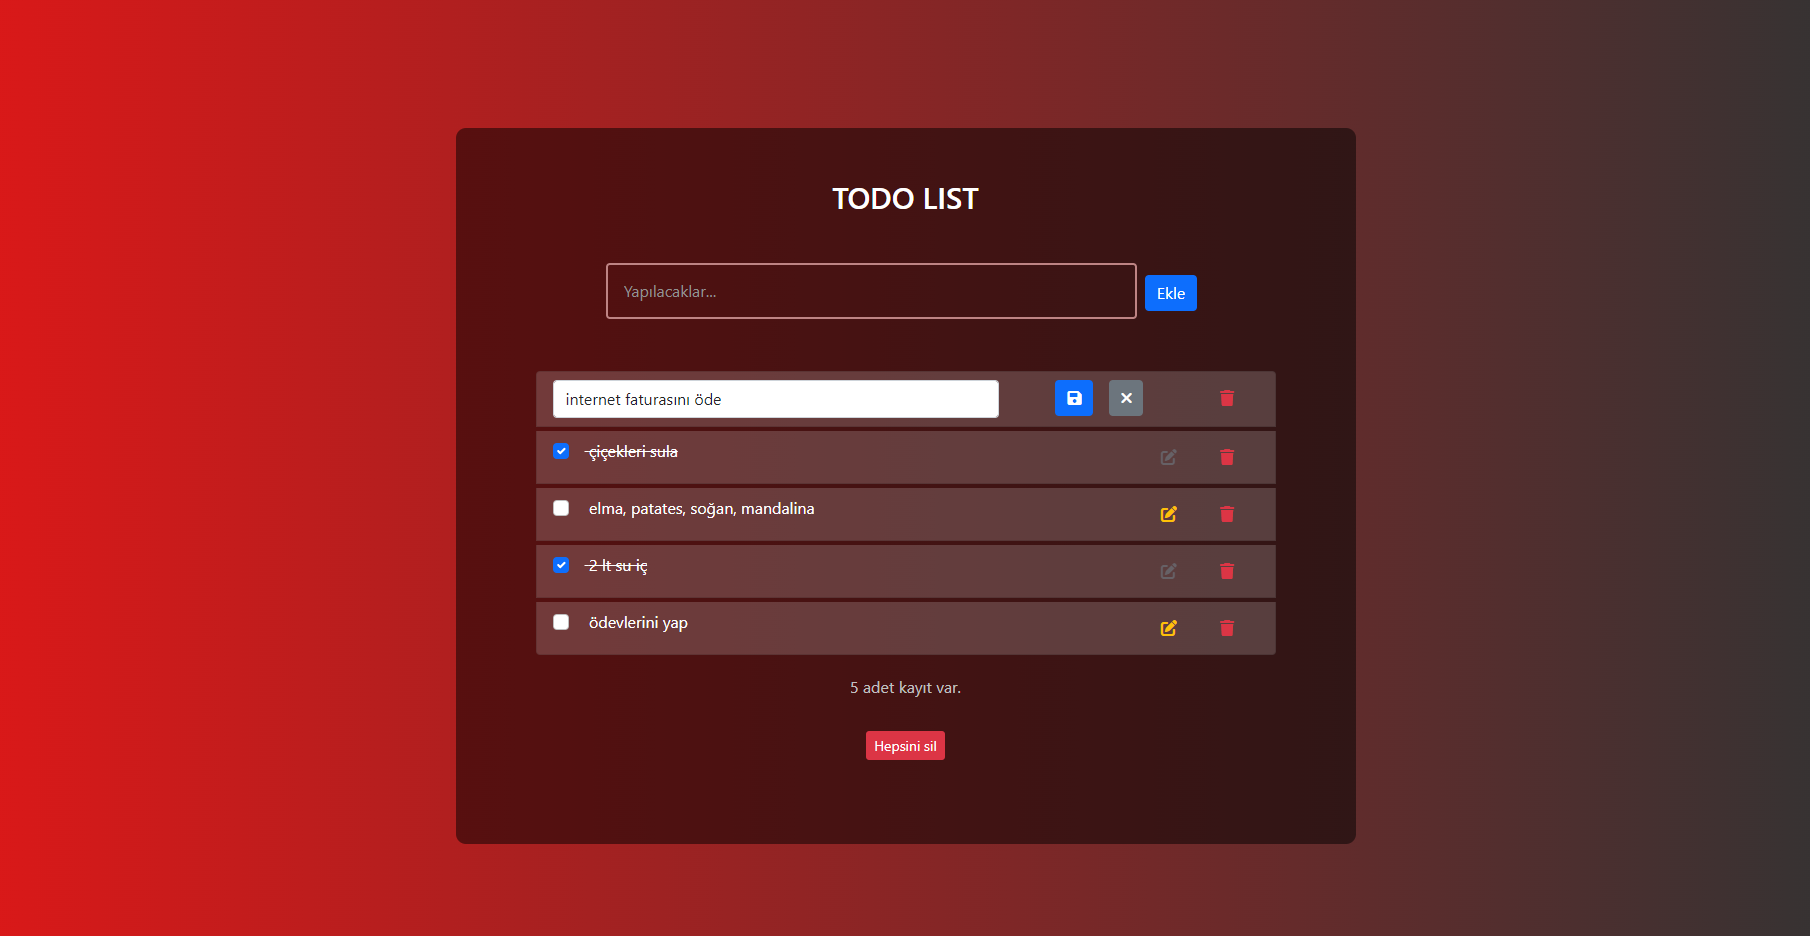 TODO LIST
Yapılacaklar...
Ekle
internet faturasını öde
çiçekleri sula
elma, patates, soğan, mandalina
2 lt su iç
ödevlerini yap
5 adet kayıt var.
Hepsini sil